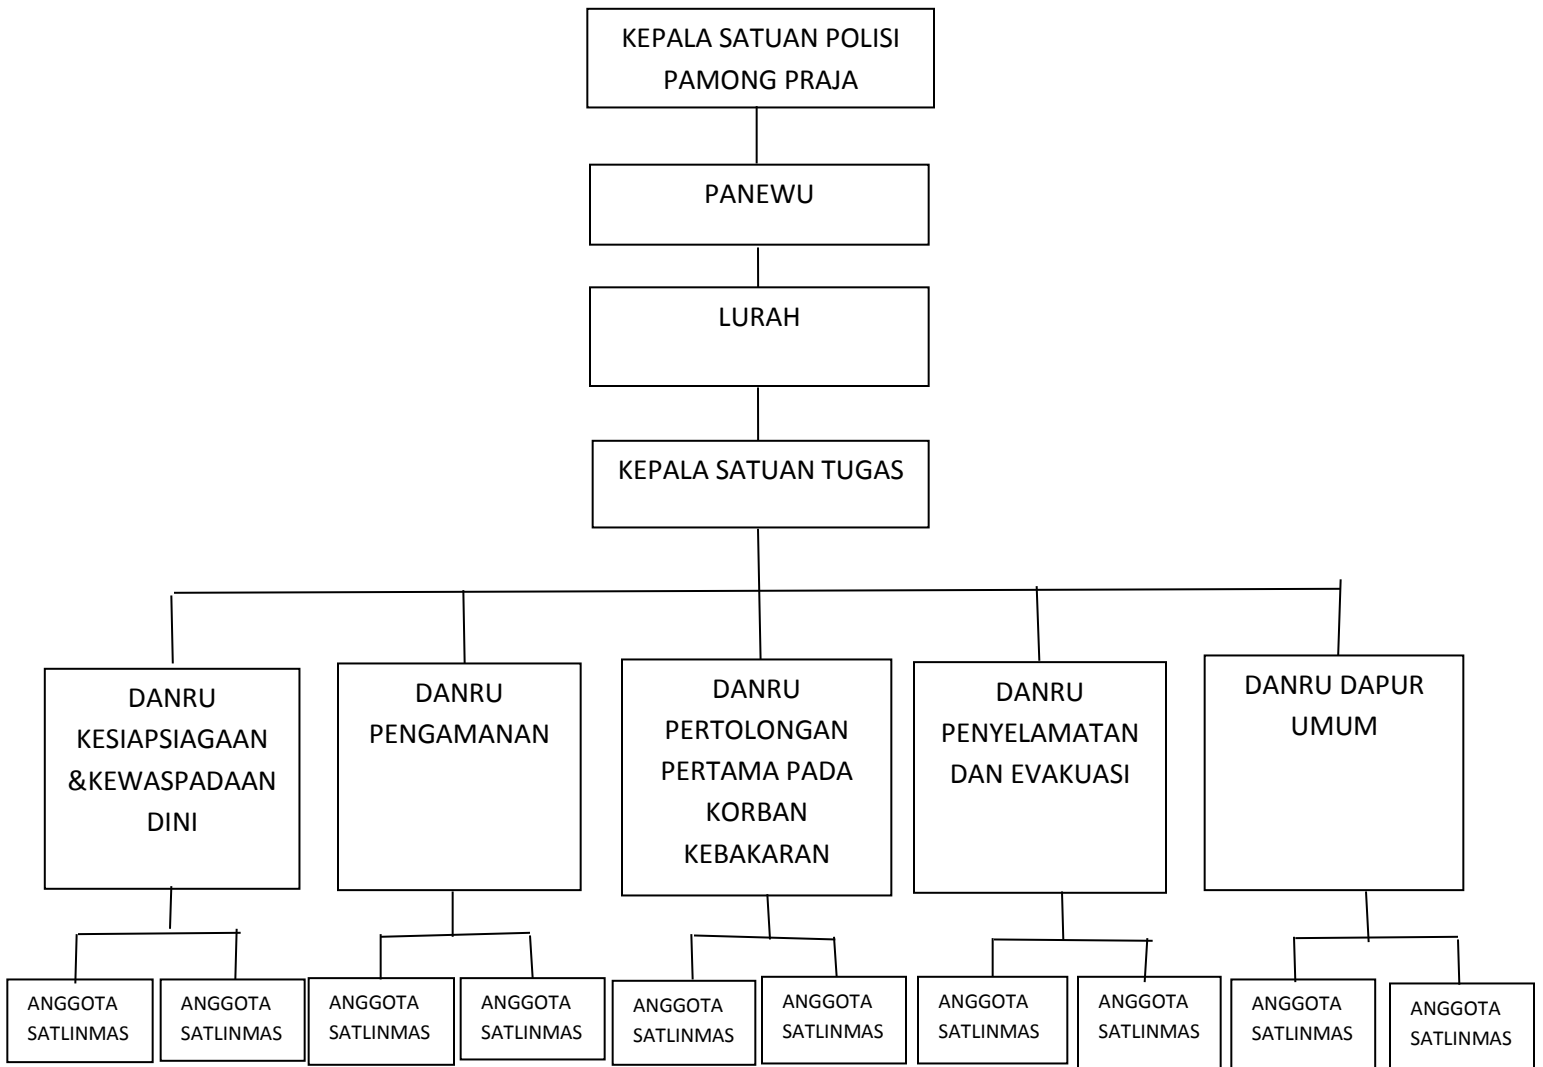 KEPALA SATUAN POLISI
PAMONG PRAJA
PANEWU
LURAH
KEPALA SATUAN TUGAS
DANRU
KESIAPSIAGAAN
&KEWASPADAAN
DINI
DANRU
PENGAMANAN
DANRU
PERTOLONGAN
PERTAMA PADA
KORBAN
KEBAKARAN
DANRU
PENYELAMATAN
DAN EVAKUASI
DANRU DAPUR
UMUM
ANGGOTA
SATLINMAS
ANGGOTA
SATLINMAS
ANGGOTA
SATLINMAS
ANGGOTA
SATLINMAS
ANGGOTA
SATLINMAS
ANGGOTA
SATLINMAS
ANGGOTA
SATLINMAS
ANGGOTA
SATLINMAS
ANGGOTA
SATLINMAS
ANGGOTA
SATLINMAS